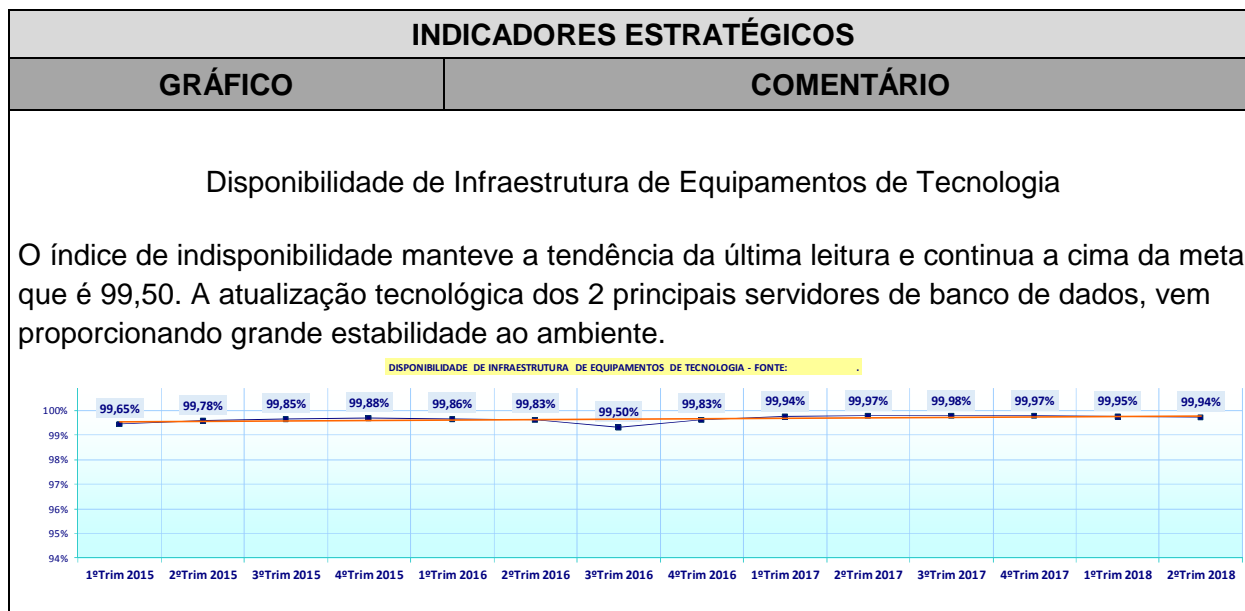 INDICADORES ESTRATÉGICOS
GRÁFICO COMENTÁRIO
Disponibilidade de Infraestrutura de Equipamentos de Tecnologia
O índice de indisponibilidade manteve a tendência da última leitura e continua a cima da meta
que é 99,50. A atualização tecnológica dos 2 principais servidores de banco de dados, vem
proporcionando grande estabilidade ao ambiente.
DISPONIBILIDADE DE INFRAESTRUTURA DE EQUIPAMENTOS DE TECNOLOGIA - FONTE: .
99,65% 99,78% 99,85% 99,88% 99,86% 99,83% 99,50% 99,83% 99,94% 99,97% 99,98% 99,97% 99,95% 99,94%
100%
99%
98%
97%
96%
95%
94%
1ºTrim 2015 2ºTrim 2015 3ºTrim 2015 4ºTrim 2015 1ºTrim 2016 2ºTrim 2016 3ºTrim 2016 4ºTrim 2016 1ºTrim 2017 2ºTrim 2017 3ºTrim 2017 4ºTrim 2017 1ºTrim 2018 2ºTrim 2018